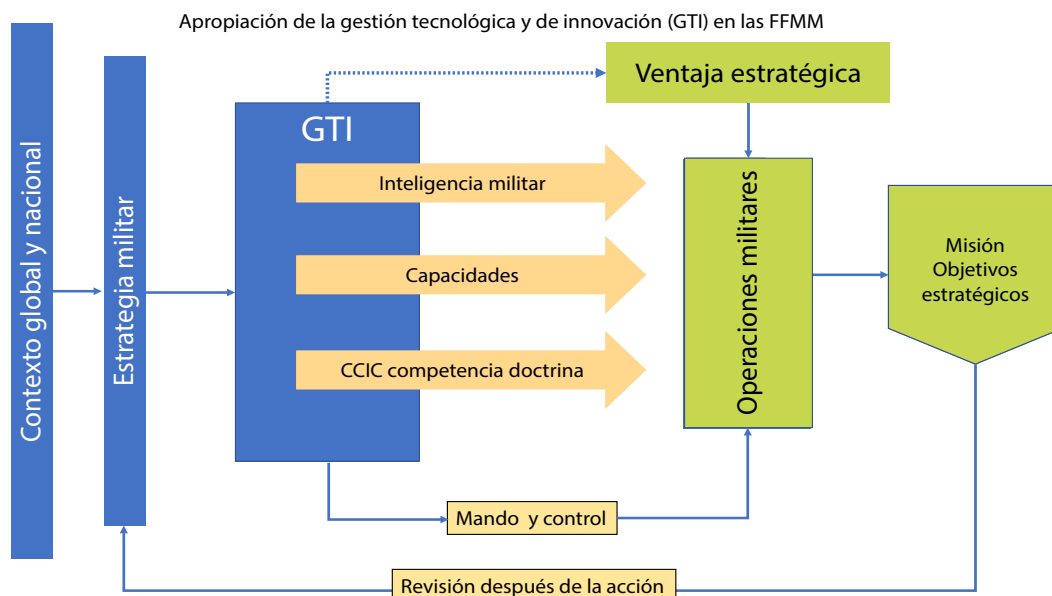 Apropiación de la gestión tecnológica y de innovación (GTI) en las FFMM
Contexto global y nacional
Estrategia militar
GTI
Ventaja estratégica
Inteligencia militar
Capacidades
CCIC competencia doctrina
Operaciones militares
Misión
Objetivos
estratégicos
Mando y control
Revisión después de la acción